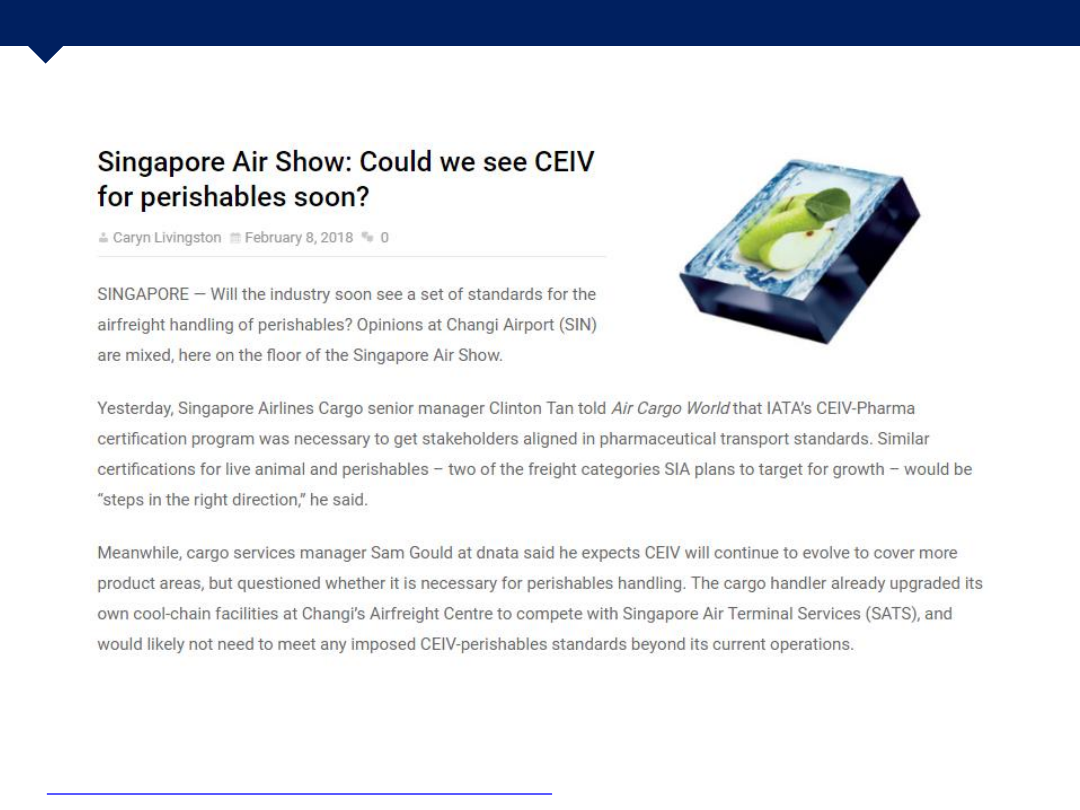 Singapore Air Show: Could we see CEIV
for perishables soon?
Caryn Livingston February 8, 2018 0
SINGAPORE — Will the industry soon see a set of standards for the
airfreight handling of perishables? Opinions at Changi Airport (SIN)
are mixed, here on the floor of the Singapore Air Show.
Yesterday, Singapore Airlines Cargo senior manager Clinton Tan told Air Cargo World that IATA’s CEIV-Pharma
certification program was necessary to get stakeholders aligned in pharmaceutical transport standards. Similar
certifications for live animal and perishables – two of the freight categories SIA plans to target for growth – would be
“steps in the right direction,” he said.
Meanwhile, cargo services manager Sam Gould at dnata said he expects CEIV will continue to evolve to cover more
product areas, but questioned whether it is necessary for perishables handling. The cargo handler already upgraded its
own cool-chain facilities at Changi’s Airfreight Centre to compete with Singapore Air Terminal Services (SATS), and
would likely not need to meet any imposed CEIV-perishables standards beyond its current operations.